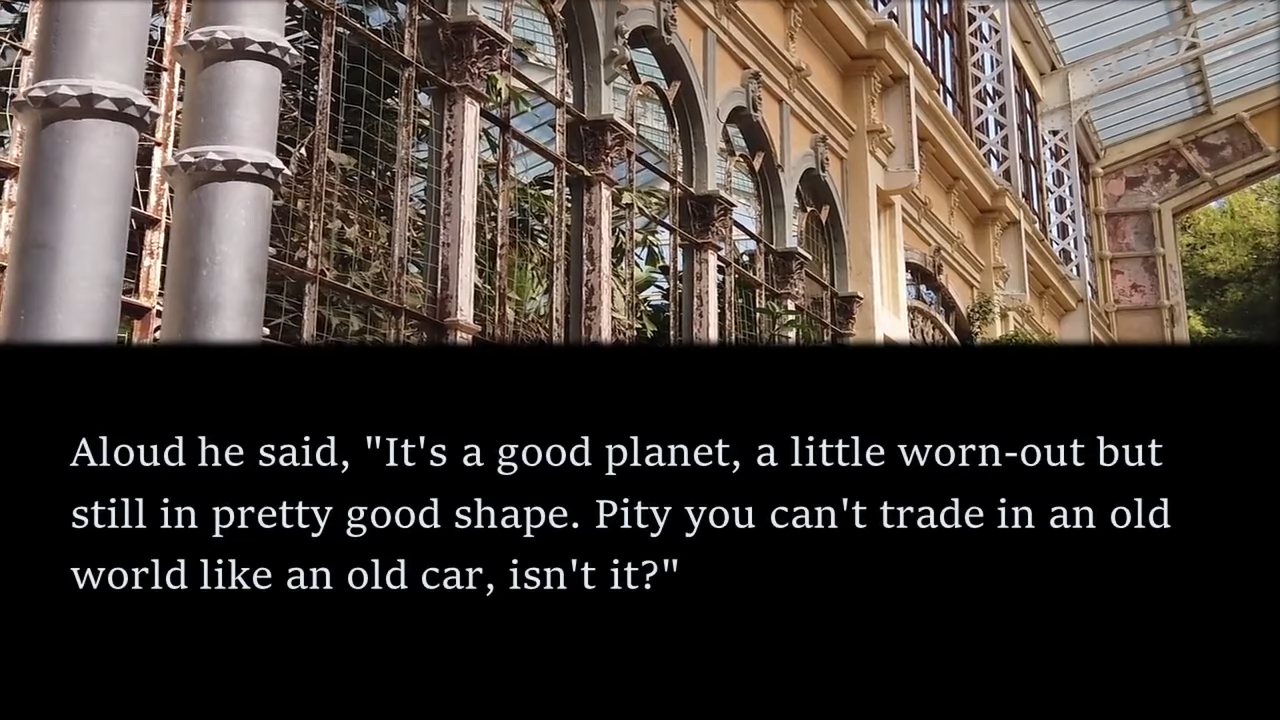 Aloud he said, "It's a good planet, a little worn-out but
still in pretty good shape. Pity you can't trade in an old
world like an old car, isn't it?"